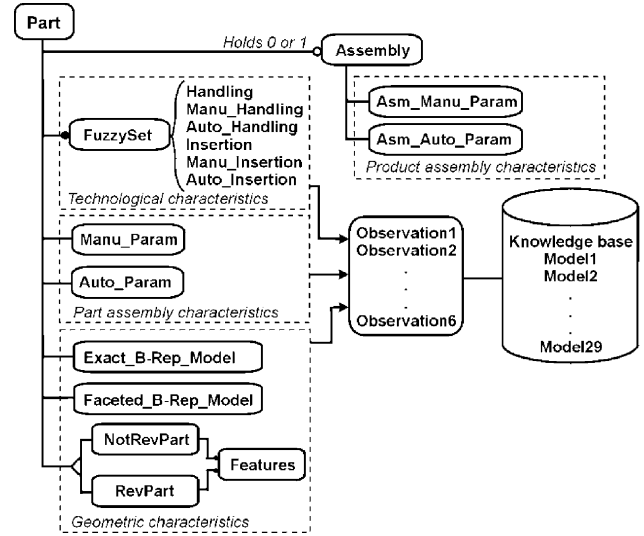 Part
Holds 0 or 1
Assembly
Asm_Manu_Param
Asm_Auto_Param
Product assembly characteristics
FuzzySet
Handling
Manu_Handling
Auto_Handling
Insertion
Manu_Insertion
Auto_Insertion
Technological characteristics
Manu_Param
Auto_Param
Part assembly characteristics
Exact_B-Rep_Model
Faceted_B-Rep_Model
NotRevPart
RevPart
Features
Geometric characteristics
Observation1
Observation2
.
.
.
Observation6
Knowledge base
Model1
Model2
.
.
.
Model29